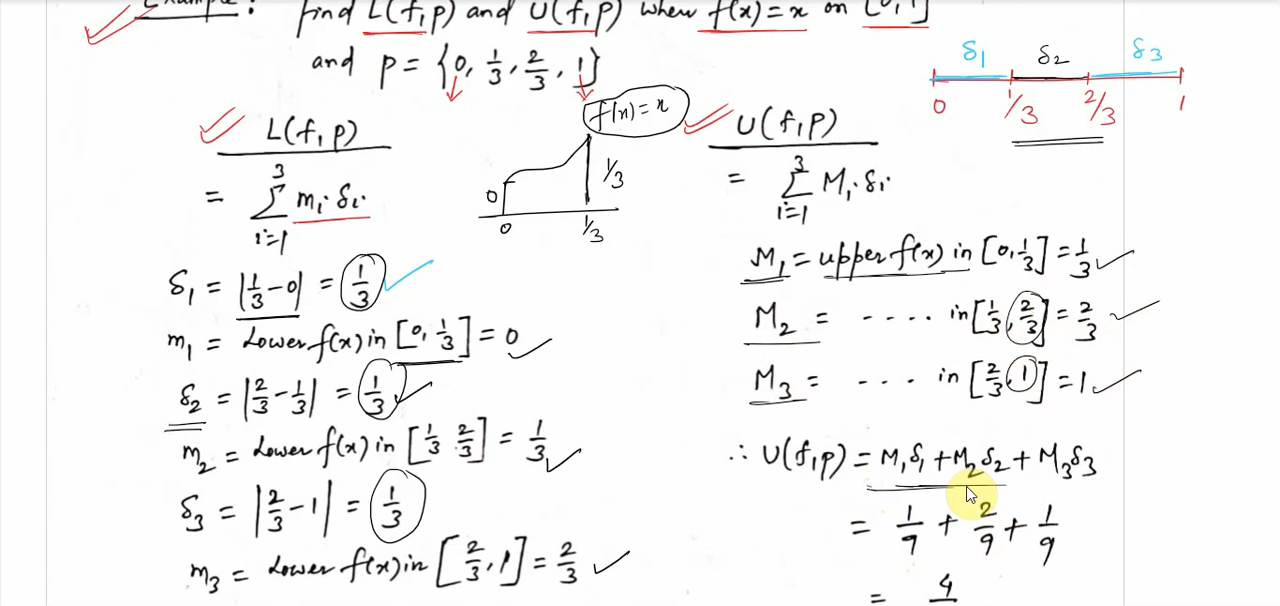 Example: Find L(f,p) and U(f,p) where f(x)=x on [0,1]
and p = {0, 1/3, 2/3, 1}
δ1 δ2 δ3
0 1/3 2/3 1
L(f,p)
= 3 Σ i=1 mi·δi·
δ1 = |1/3-0| = 1/3
m1 = Lower f(x) in [0, 1/3] = 0
δ2 = |2/3-1/3| = 1/3
m2 = Lower f(x) in [1/3 2/3] = 1/3
δ3 = |2/3-1| = 1/3
m3 = Lower f(x) in [2/3, 1] = 2/3
f(x)=x
0 1/3
0 1/3
U(f,p)
= 3 Σ i=1 Mi·δi·
M1 = upper f(x) in [0,1/3] = 1/3
M2 = .... in [1/3, 2/3] = 2/3
M3 = ... in [2/3, 1] = 1
∴ U(f,p) = M1δ1 + M2δ2 + M3δ3
= 1/9 + 2/9 + 1/9
= 4